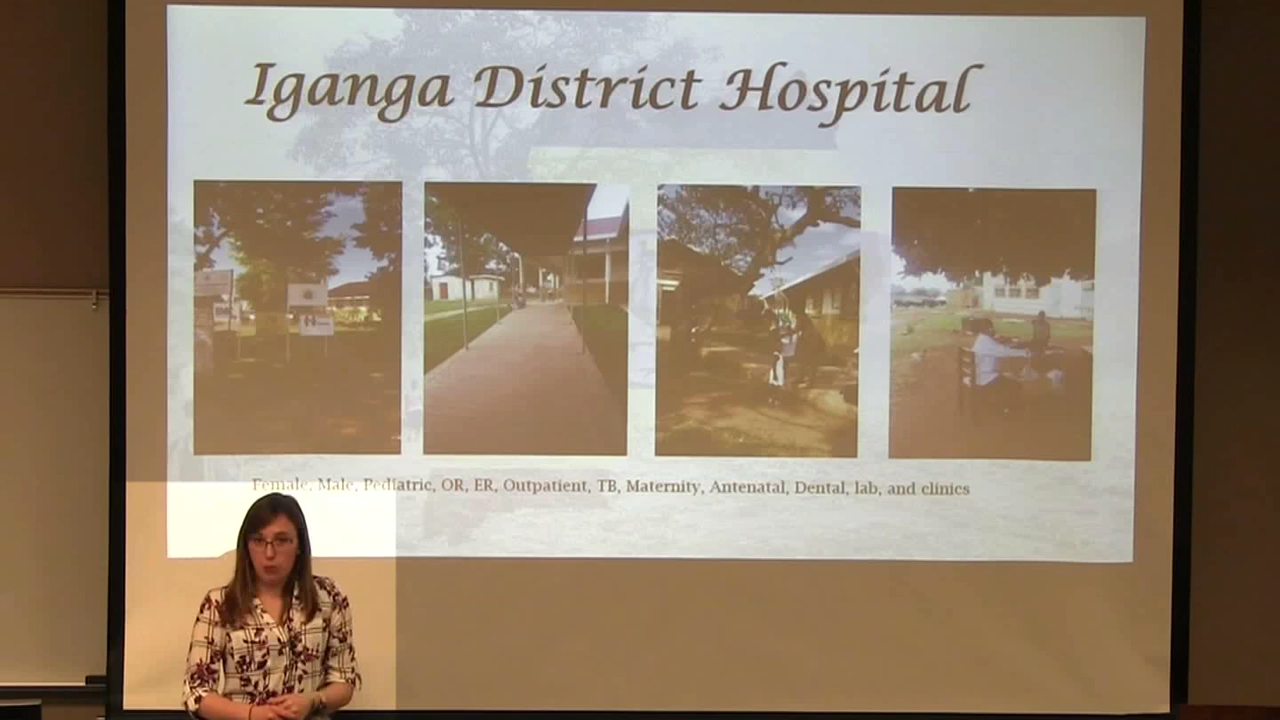 Iganga District Hospital
Female, Male, Pediatric, OR, ER, Outpatient, TB, Maternity, Antenatal, Dental, lab, and clinics